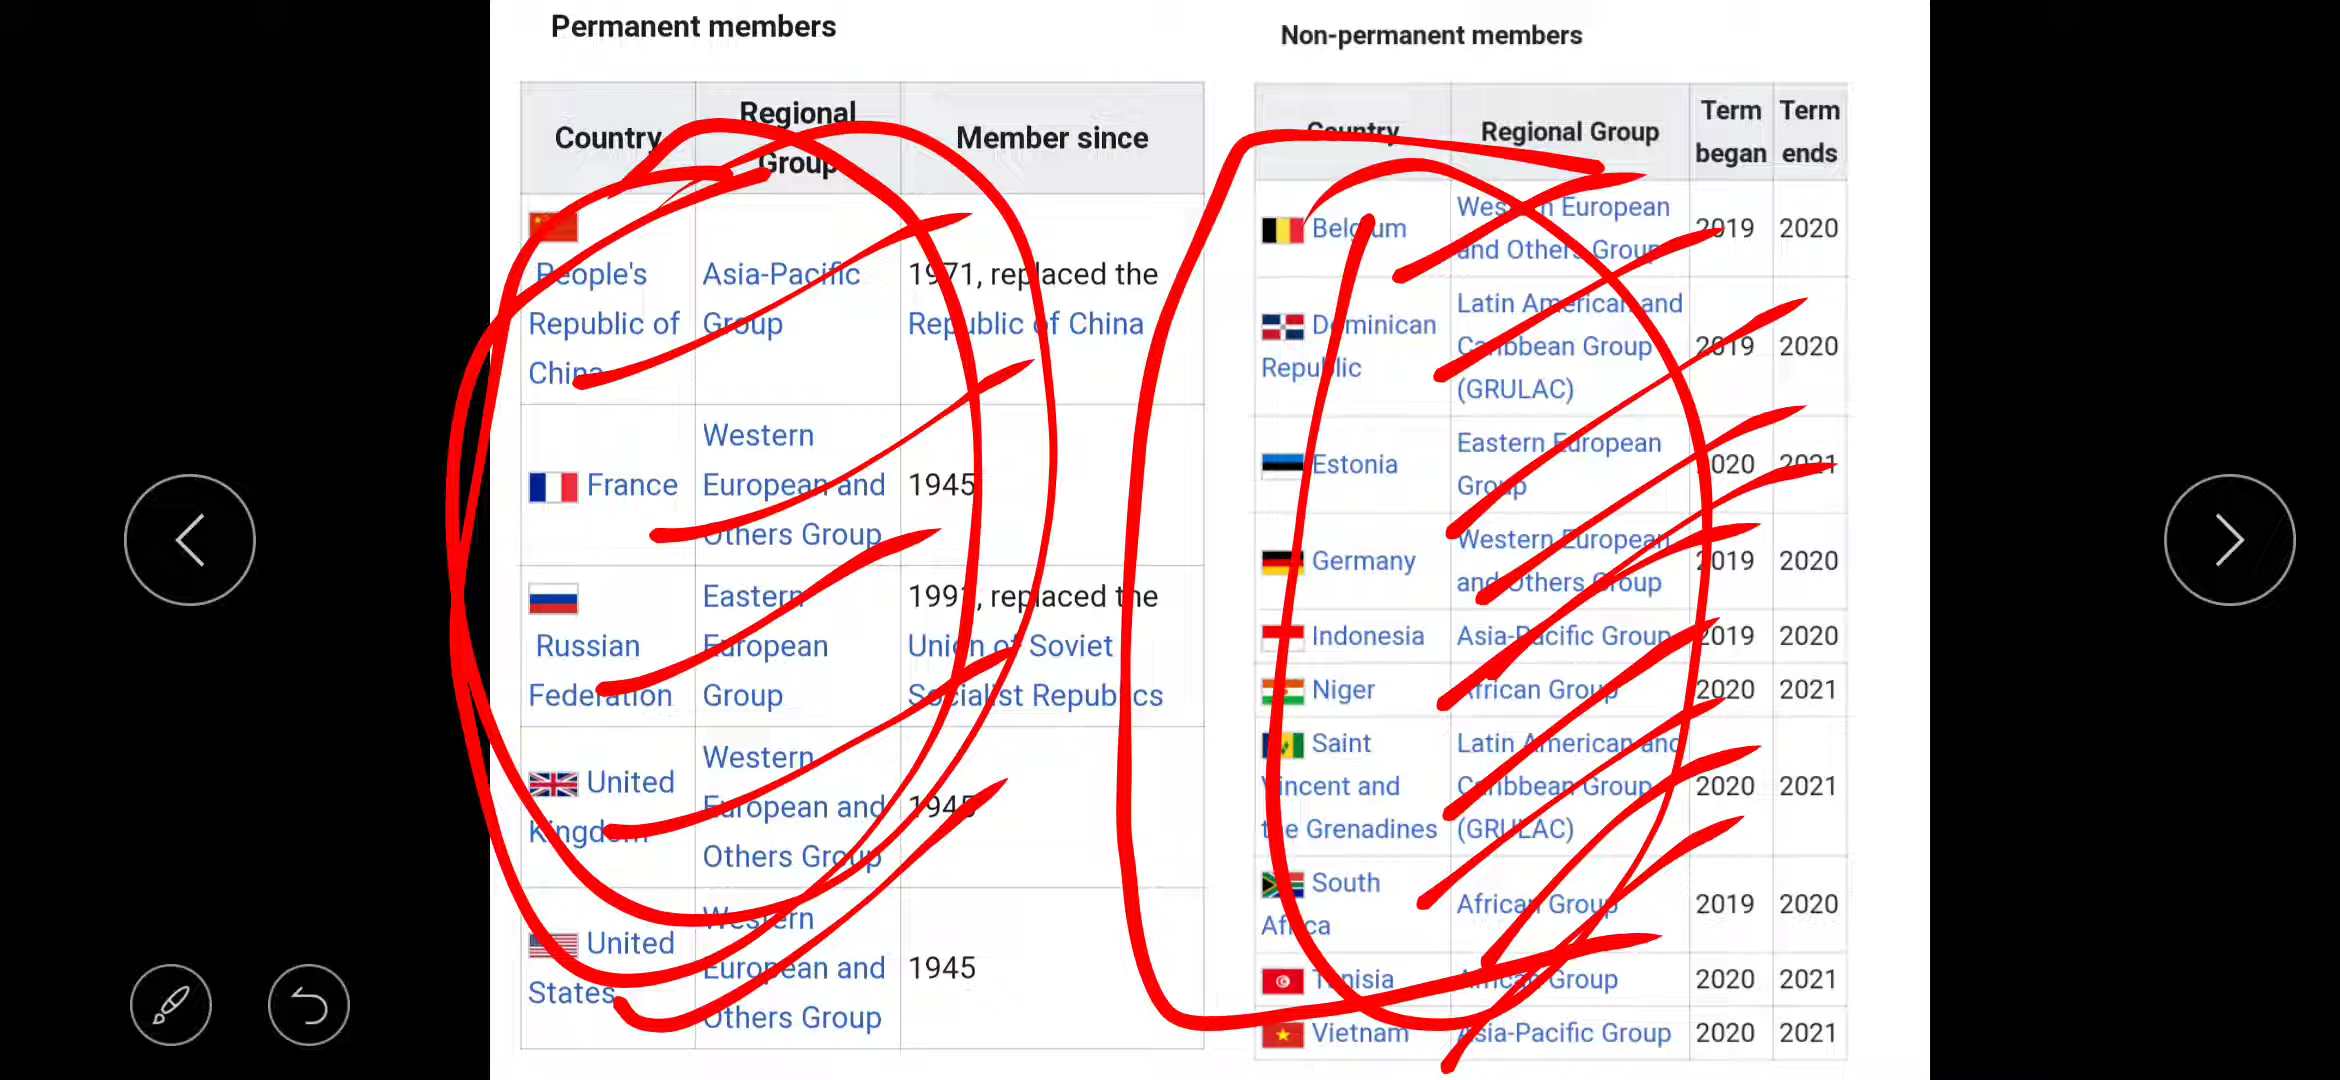 Permanent members
Country
Regional
Group
Member since
People's
Republic of
China
Asia-Pacific
Group
1971, replaced the
Republic of China
France
Western
European and
Others Group
1945
Russian
Federation
Eastern
European
Group
1991, replaced the
Union of Soviet
Socialist Republics
United
Kingdom
Western
European and
Others Group
1945
United
States
Western
European and
Others Group
1945
Non-permanent members
Country
Regional Group
Term
began
Term
ends
Belgium
Western European
and Others Group
2019
2020
Dominican
Republic
Latin American and
Caribbean Group
(GRULAC)
2019
2020
Estonia
Eastern European
Group
2020
2021
Germany
Western European
and Others Group
2019
2020
Indonesia
Asia-Pacific Group
2019
2020
Niger
African Group
2020
2021
Saint
Vincent and
the Grenadines
Latin American and
Caribbean Group
(GRULAC)
2020
2021
South
Africa
African Group
2019
2020
Tunisia
African Group
2020
2021
Vietnam
Asia-Pacific Group
2020
2021